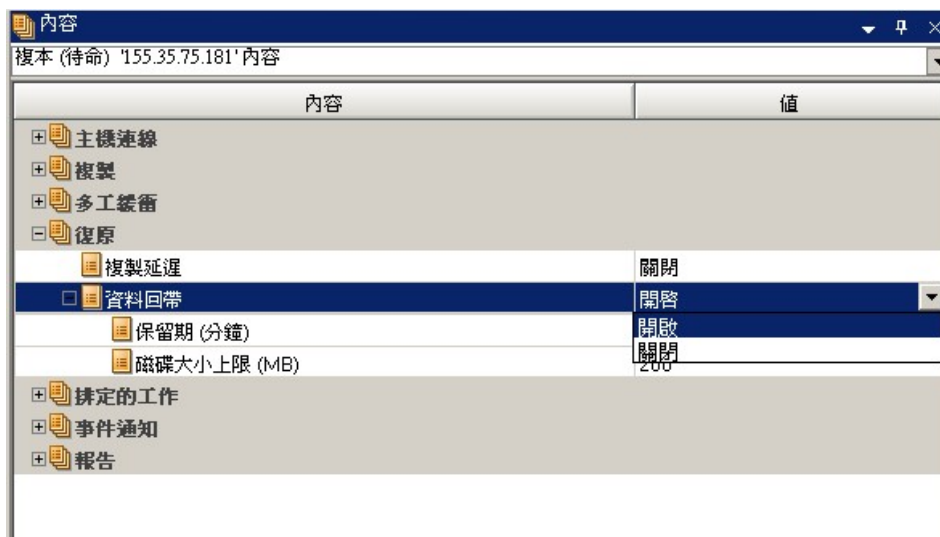 內容
複本 (待命) '155.35.75.181' 內容
內容 值
主機連線
複製
多工緩衝
復原
複製延遲 關閉
資料回帶 開啓
開啟
關閉
保留期 (分鐘)
磁碟大小上限 (MB) 200
排定的工作
事件通知
報告